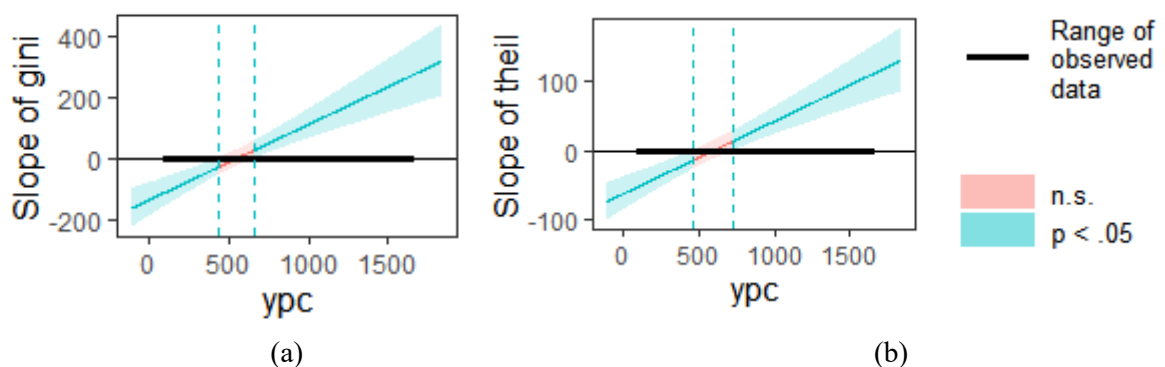 Slope of gini
400
200
0
-200
0 500 1000 1500
ypc
(a)
Slope of theil
100
0
-100
0 500 1000 1500
ypc
(b)
Range of
observed
data
n.s.
p < .05